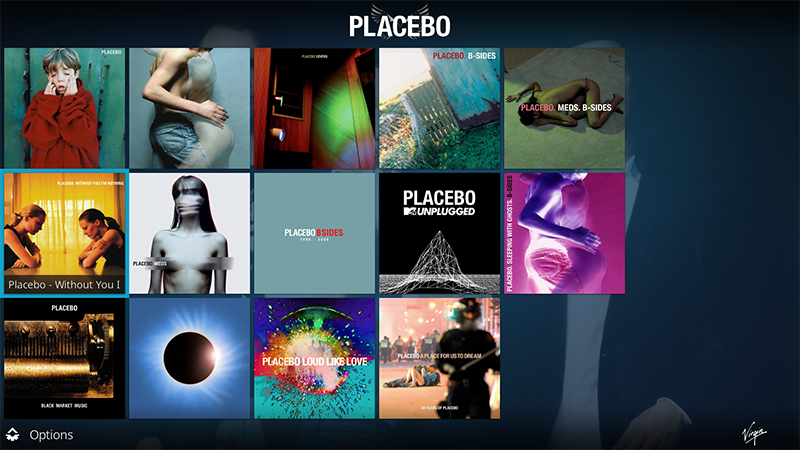 PLACEBO
PLACEBO
PLACEBO COVERS
PLACEBO. B-SIDES
PLACEBO. MEDS. B-SIDES
PLACEBO. WITHOUT YOU I'M NOTHING
Placebo - Without You I
PLACEBO. MEDS
PLACEBO BSIDES
1996 - 2006
PLACEBO
MTV UNPLUGGED
PLACEBO. SLEEPING WITH GHOSTS. B-SIDES
PLACEBO
BLACK MARKET MUSIC
PLACEBO LOUD LIKE LOVE
PLACEBO A PLACE FOR US TO DREAM
20 YEARS OF PLACEBO
Options
Virgin